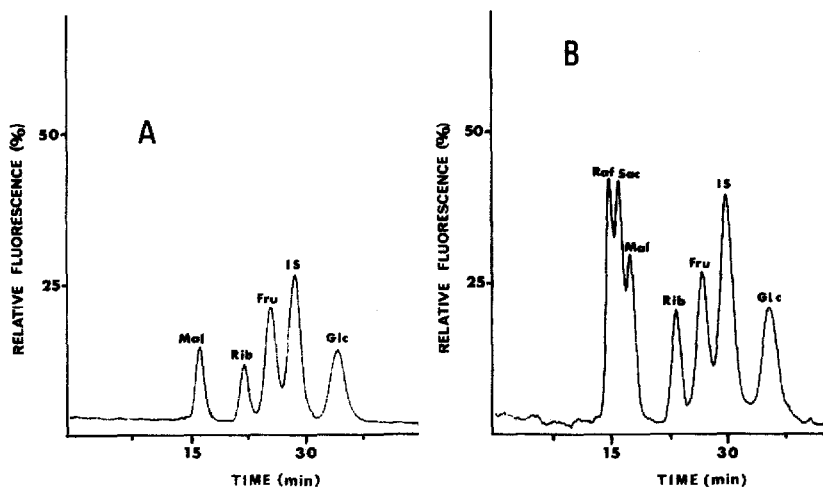 A
RELATIVE FLUORESCENCE (%)
50
25
Mal
Rib
Fru
IS
Glc
15
30
TIME (min)
B
RELATIVE FLUORESCENCE (%)
50
25
Raf
Sac
Mal
Rib
Fru
IS
Glc
15
30
TIME (min)